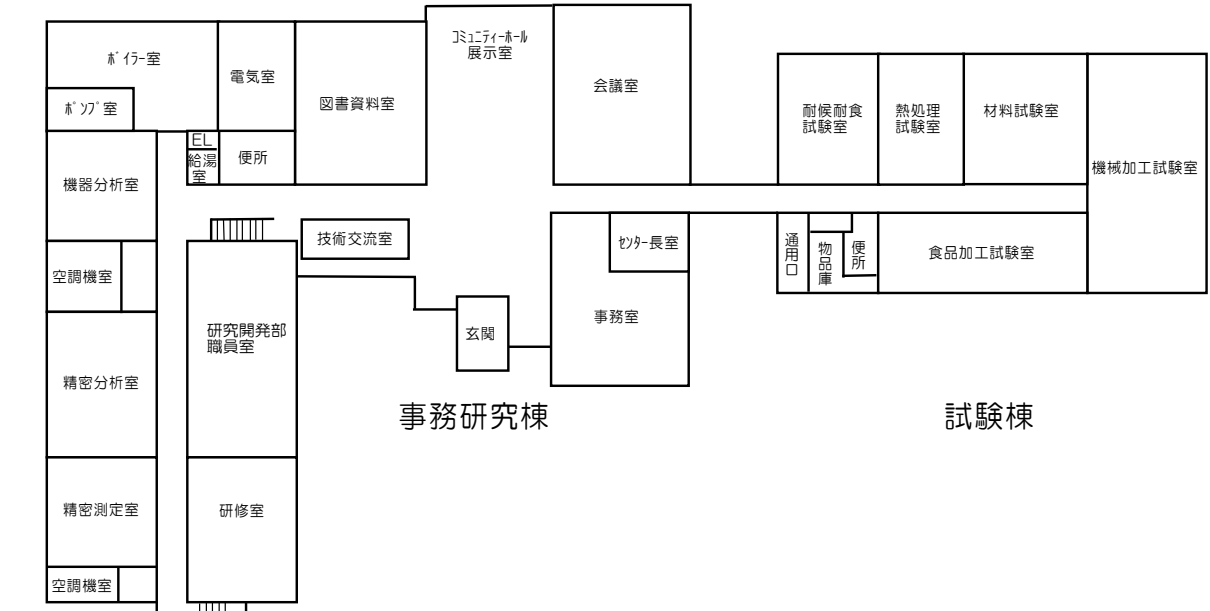 ﾎﾞｲﾗｰ室
ﾎﾟﾝﾌﾟ室
電気室
図書資料室
ｺﾐｭﾆﾃｨｰﾎｰﾙ
展示室
会議室
EL
給湯
室
便所
機器分析室
空調機室
精密分析室
精密測定室
空調機室
技術交流室
研究開発部
職員室
研修室
玄関
ｾﾝﾀｰ長室
事務室
事務研究棟
耐候耐食
試験室
熱処理
試験室
材料試験室
機械加工試験室
通用口
物品庫
便所
食品加工試験室
試験棟